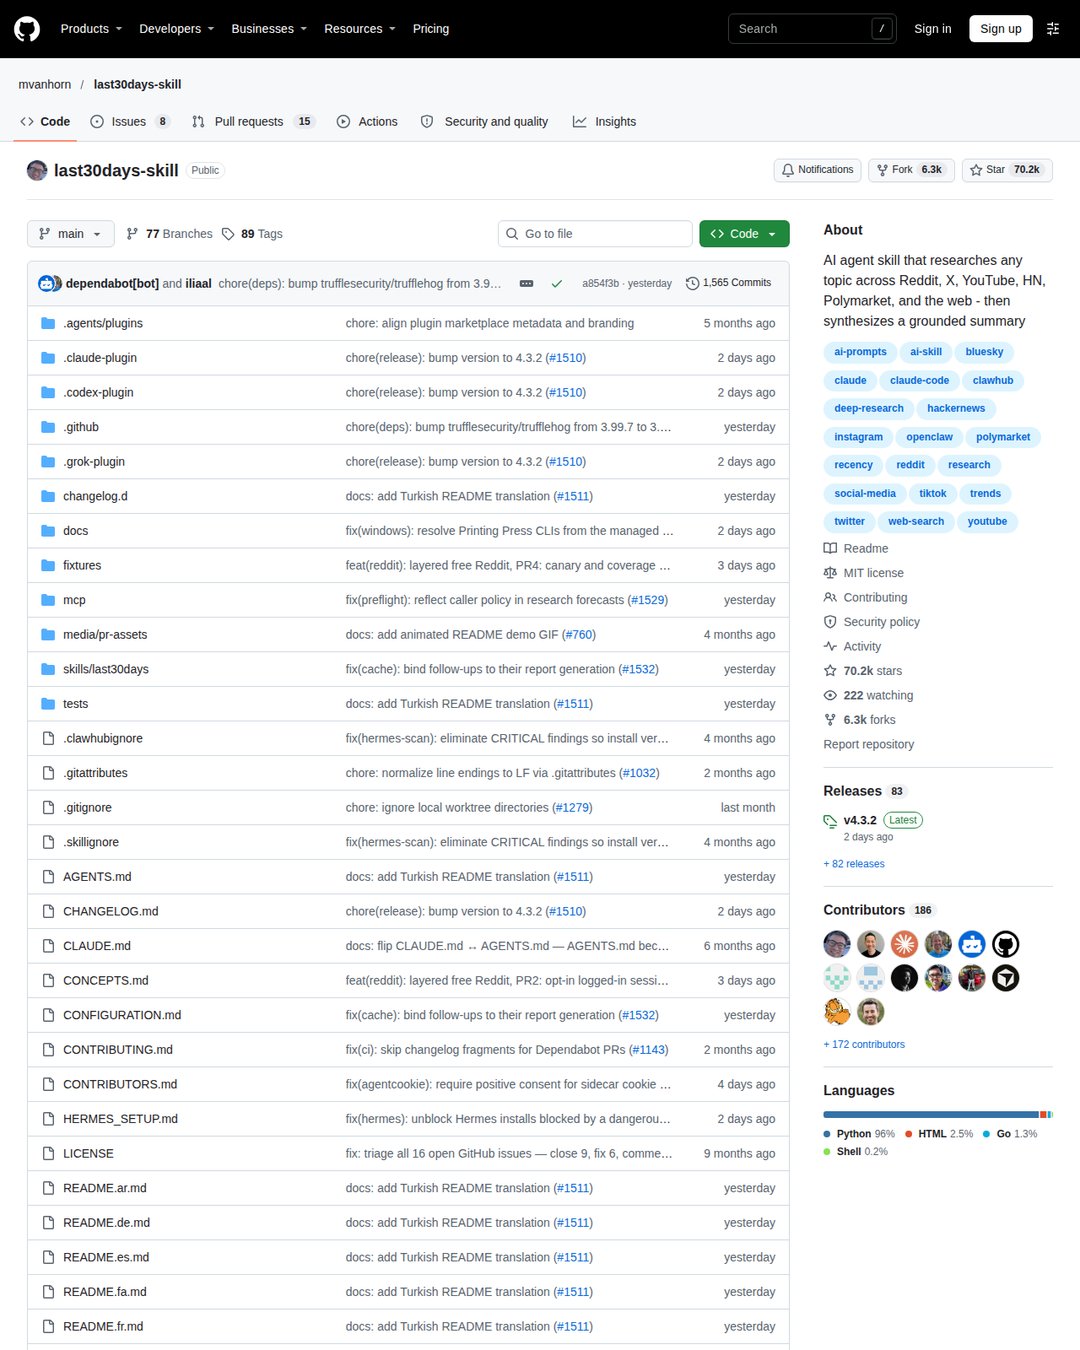 Products Developers Businesses Resources Pricing Search / Sign in Sign up
mvanhorn / last30days-skill
Code Issues 8 Pull requests 15 Actions Security and quality Insights
last30days-skill Public Notifications Fork 6.3k Star 70.2k
main 77 Branches 89 Tags Go to file Code
dependabot[bot] and iliaal chore(deps): bump trufflesecurity/trufflehog from 3.9… a854f3b · yesterday 1,565 Commits
.agents/plugins chore: align plugin marketplace metadata and branding 5 months ago
.claude-plugin chore(release): bump version to 4.3.2 (#1510) 2 days ago
.codex-plugin chore(release): bump version to 4.3.2 (#1510) 2 days ago
.github chore(deps): bump trufflesecurity/trufflehog from 3.99.7 to 3.… yesterday
.grok-plugin chore(release): bump version to 4.3.2 (#1510) 2 days ago
changelog.d docs: add Turkish README translation (#1511) yesterday
docs fix(windows): resolve Printing Press CLIs from the managed … 2 days ago
fixtures feat(reddit): layered free Reddit, PR4: canary and coverage … 3 days ago
mcp fix(preflight): reflect caller policy in research forecasts (#1529) yesterday
media/pr-assets docs: add animated README demo GIF (#760) 4 months ago
skills/last30days fix(cache): bind follow-ups to their report generation (#1532) yesterday
tests docs: add Turkish README translation (#1511) yesterday
.clawhubignore fix(hermes-scan): eliminate CRITICAL findings so install ver… 4 months ago
.gitattributes chore: normalize line endings to LF via .gitattributes (#1032) 2 months ago
.gitignore chore: ignore local worktree directories (#1279) last month
.skillignore fix(hermes-scan): eliminate CRITICAL findings so install ver… 4 months ago
AGENTS.md docs: add Turkish README translation (#1511) yesterday
CHANGELOG.md chore(release): bump version to 4.3.2 (#1510) 2 days ago
CLAUDE.md docs: flip CLAUDE.md ↔ AGENTS.md — AGENTS.md bec… 6 months ago
CONCEPTS.md feat(reddit): layered free Reddit, PR2: opt-in logged-in sessi… 3 days ago
CONFIGURATION.md fix(cache): bind follow-ups to their report generation (#1532) yesterday
CONTRIBUTING.md fix(ci): skip changelog fragments for Dependabot PRs (#1143) 2 months ago
CONTRIBUTORS.md fix(agentcookie): require positive consent for sidecar cookie … 4 days ago
HERMES_SETUP.md fix(hermes): unblock Hermes installs blocked by a dangerou… 2 days ago
LICENSE fix: triage all 16 open GitHub issues — close 9, fix 6, comme… 9 months ago
README.ar.md docs: add Turkish README translation (#1511) yesterday
README.de.md docs: add Turkish README translation (#1511) yesterday
README.es.md docs: add Turkish README translation (#1511) yesterday
README.fa.md docs: add Turkish README translation (#1511) yesterday
README.fr.md docs: add Turkish README translation (#1511) yesterday
About
AI agent skill that researches any
topic across Reddit, X, YouTube, HN,
Polymarket, and the web - then
synthesizes a grounded summary
ai-prompts ai-skill bluesky
claude claude-code clawhub
deep-research hackernews
instagram openclaw polymarket
recency reddit research
social-media tiktok trends
twitter web-search youtube
Readme
MIT license
Contributing
Security policy
Activity
70.2k stars
222 watching
6.3k forks
Report repository
Releases 83
v4.3.2 Latest
2 days ago
+ 82 releases
Contributors 186
+ 172 contributors
Languages
Python 96% HTML 2.5% Go 1.3%
Shell 0.2%